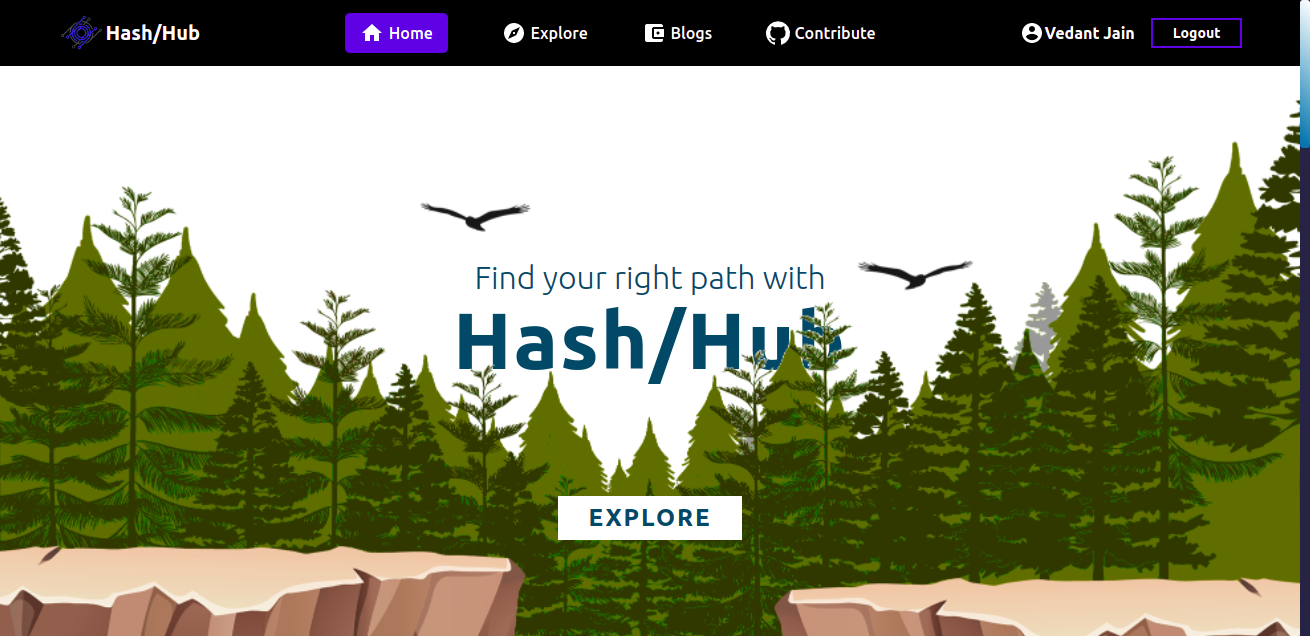 Hash/Hub
Home
Explore
Blogs
Contribute
Vedant Jain
Logout
Find your right path with
Hash/Hub
EXPLORE